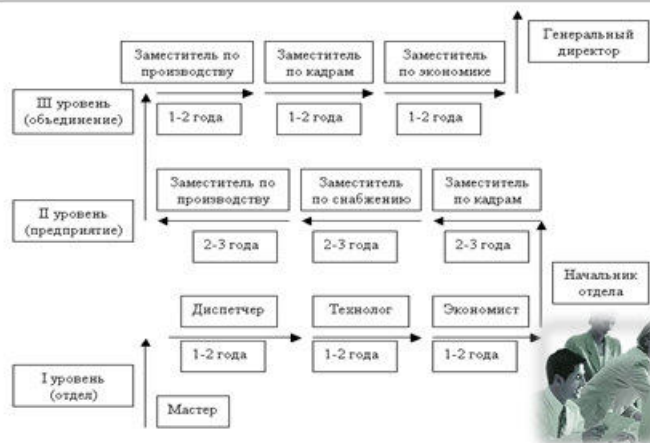 Генеральный
директор
Заместитель по
производству
Заместитель
по кадрам
Заместитель
по экономике
III уровень
(объединение)
1-2 года
1-2 года
1-2 года
Заместитель по
производству
Заместитель
по снабжению
Заместитель
по кадрам
II уровень
(предприятие)
2-3 года
2-3 года
2-3 года
Начальник
отдела
Диспетчер
Технолог
Экономист
1-2 года
1-2 года
1-2 года
I уровень
(отдел)
Мастер